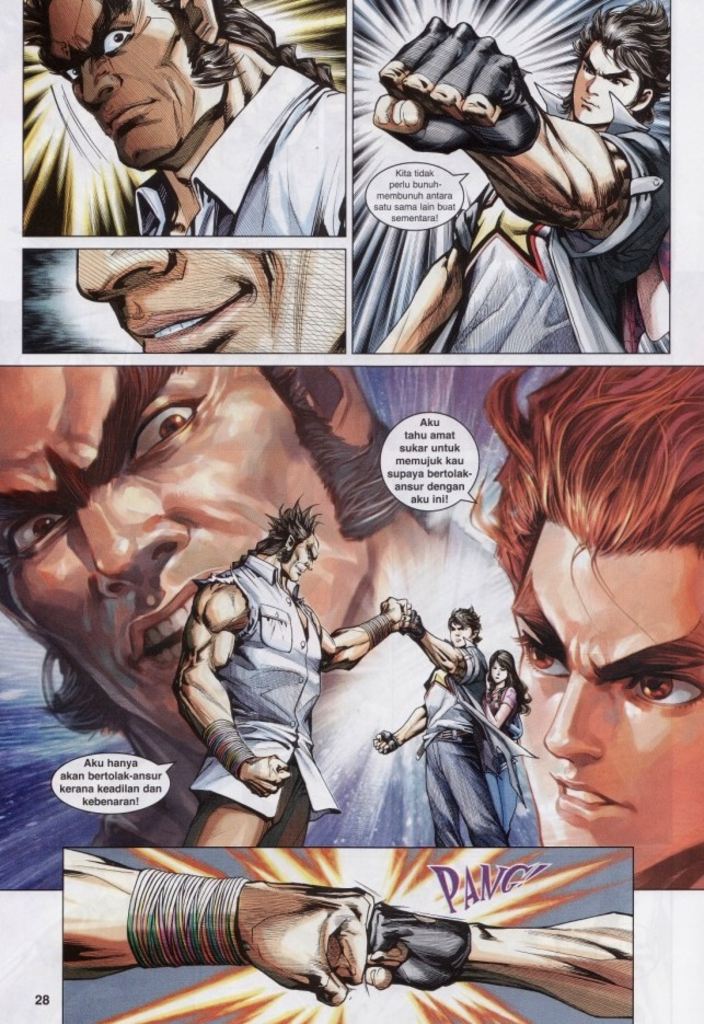 Kita tidak
perlu bunuh-
membunuh antara
satu sama lain buat
sementara!
Aku
tahu amat
sukar untuk
memujuk kau
supaya bertolak-
ansur dengan
aku ini!
Aku hanya
akan bertolak-ansur
kerana keadilan dan
kebenaran!
PANG
28